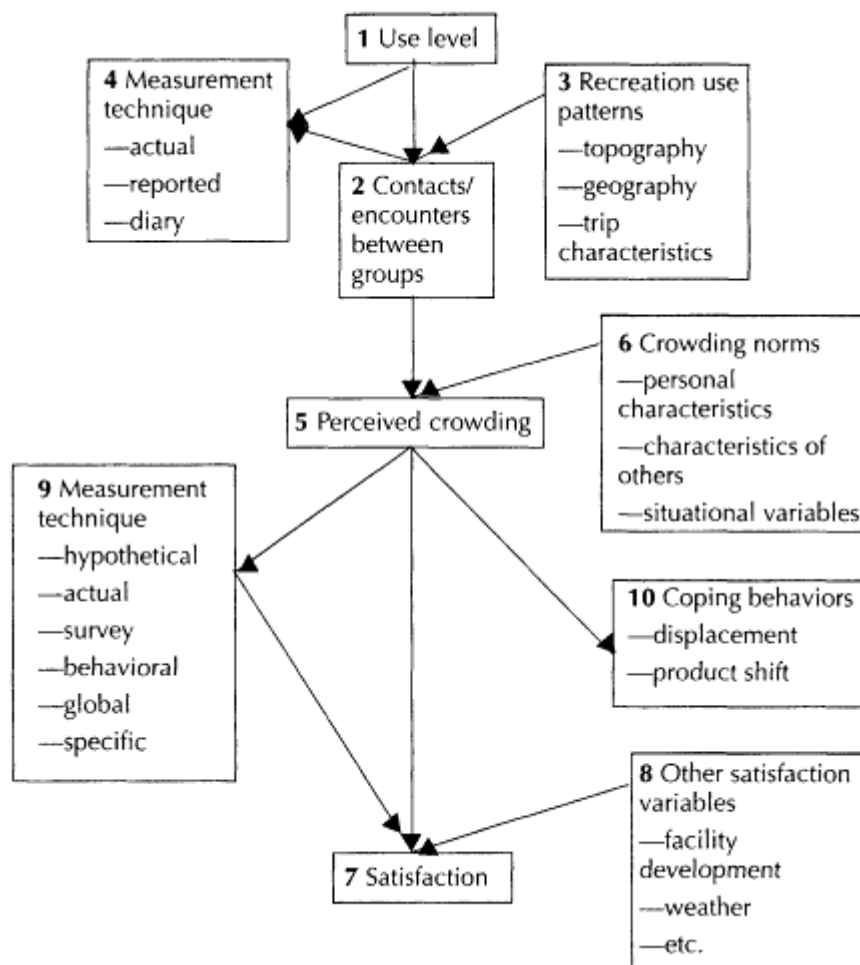 1 Use level
4 Measurement
technique
—actual
—reported
—diary
3 Recreation use
patterns
—topography
—geography
—trip
characteristics
2 Contacts/
encounters
between
groups
6 Crowding norms
—personal
characteristics
—characteristics of
others
—situational variables
5 Perceived crowding
9 Measurement
technique
—hypothetical
—actual
—survey
—behavioral
—global
—specific
10 Coping behaviors
—displacement
—product shift
8 Other satisfaction
variables
—facility
development
—weather
—etc.
7 Satisfaction